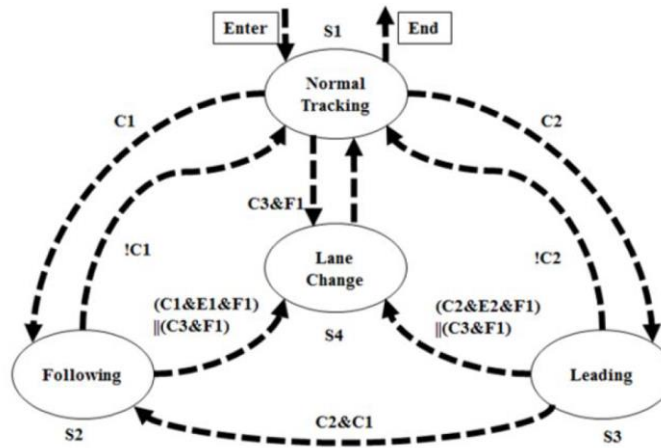 Enter
S1
End
Normal
Tracking
C1
C2
C3&F1
!C1
!C2
Lane
Change
(C1&E1&F1)
||(C3&F1)
(C2&E2&F1)
||(C3&F1)
S4
Following
Leading
C2&C1
S2
S3